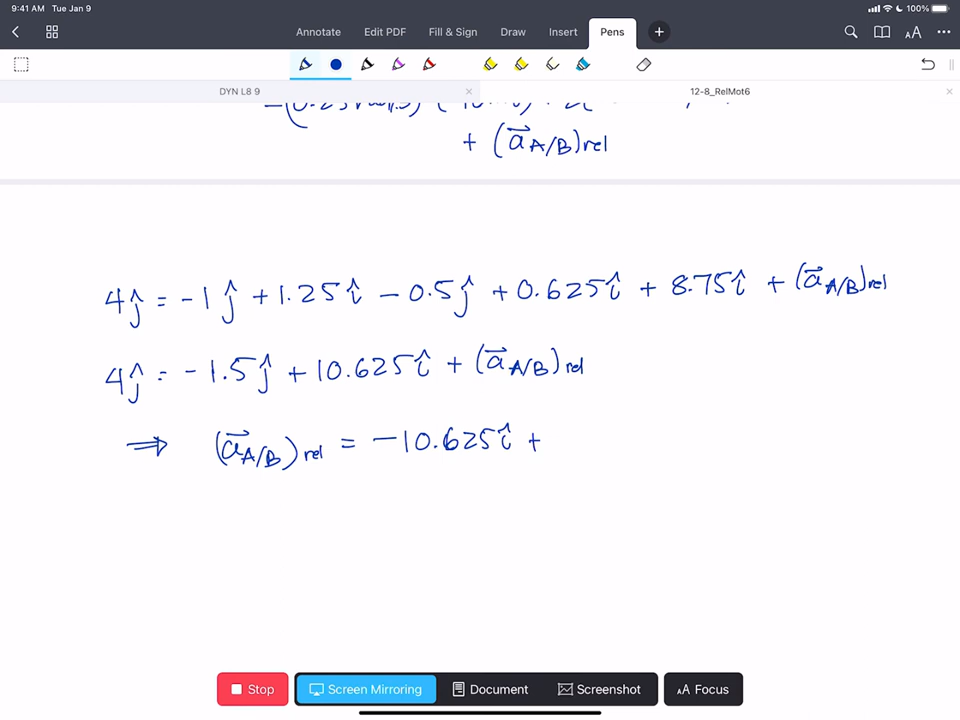 9:41 AM Tue Jan 9 100%
Annotate Edit PDF Fill & Sign Draw Insert Pens
DYN L8 9 12-8_RelMot6
+ (a⃗ A/B)rel
4ĵ = -1ĵ + 1.25î - 0.5ĵ + 0.625î + 8.75î + (a⃗ A/B)rel
4ĵ = -1.5ĵ + 10.625î + (a⃗ A/B)rel
⇒ (a⃗ A/B)rel = -10.625î +
Stop Screen Mirroring Document Screenshot AA Focus